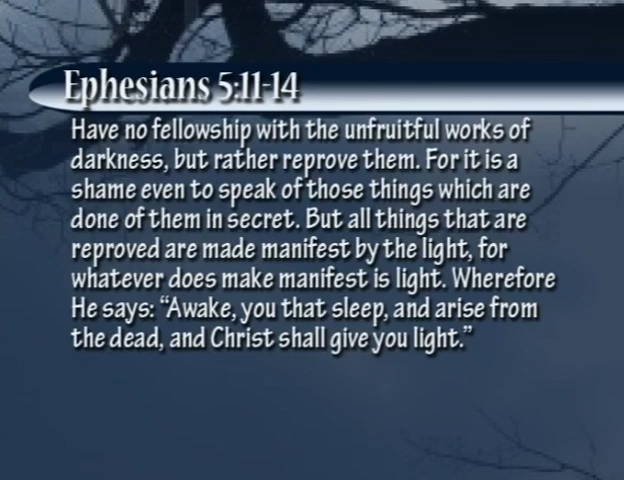 Ephesians 5:11-14
Have no fellowship with the unfruitful works of
darkness, but rather reprove them. For it is a
shame even to speak of those things which are
done of them in secret. But all things that are
reproved are made manifest by the light, for
whatever does make manifest is light. Wherefore
He says: “Awake, you that sleep, and arise from
the dead, and Christ shall give you light.”